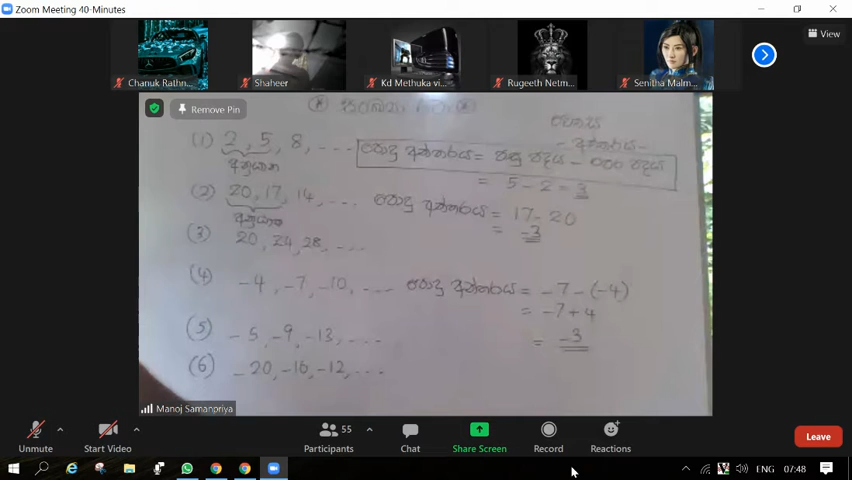 Zoom Meeting 40-Minutes
View
Chanuk Rathn...
Shaheer
Kd Methuka vi...
Rugeeth Netm...
Senitha Malm...
Remove Pin
(1) 2, 5, 8, ....
පොදු අන්තරය =
= 5 - 2 = 3
(2) 20, 17, 14, ....
පොදු අන්තරය = 17 - 20
= -3
(3) 20, 24, 28, ....
(4) -4, -7, -10, ....
පොදු අන්තරය = -7 - (-4)
= -7 + 4
= -3
(5) -5, -9, -13, ....
(6) -20, -16, -12, ....
Manoj Samanpriya
Unmute
Start Video
55
Participants
Chat
Share Screen
Record
Reactions
Leave
ENG
07:48